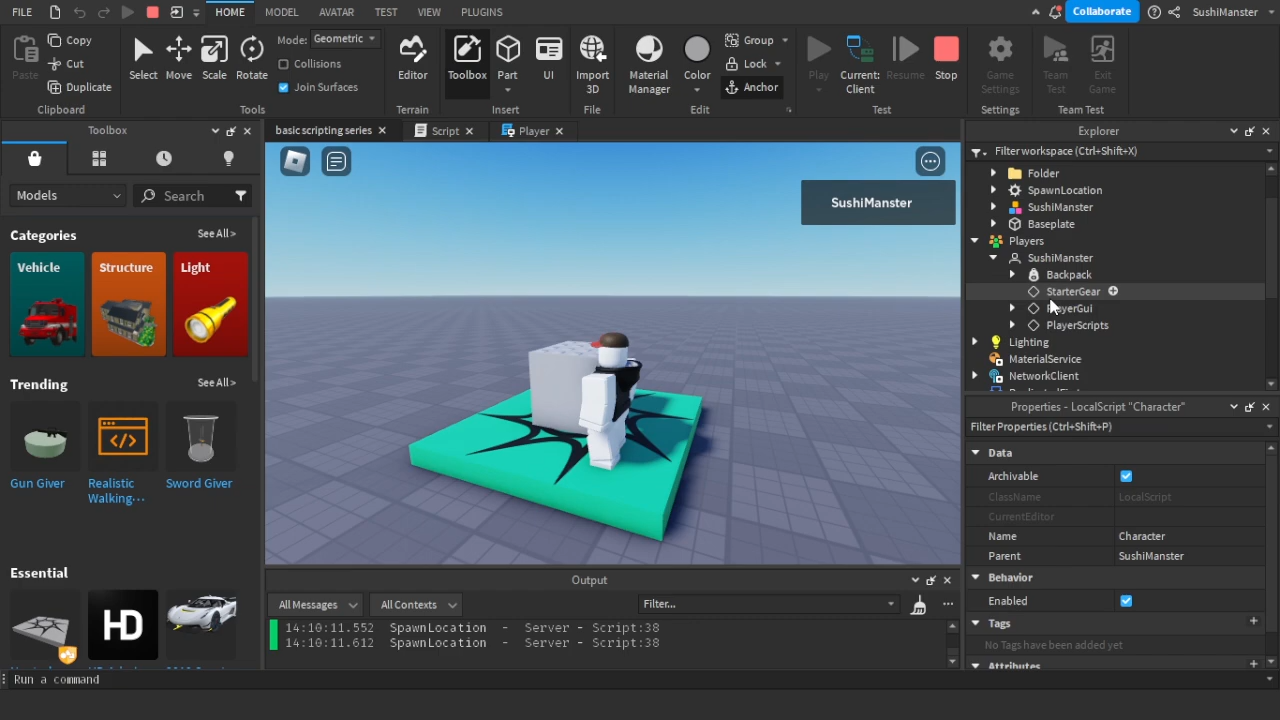 FILE
HOME
MODEL
AVATAR
TEST
VIEW
PLUGINS
Collaborate
SushiManster
Paste
Copy
Cut
Duplicate
Clipboard
Select
Move
Scale
Rotate
Mode: Geometric
Collisions
Join Surfaces
Tools
Editor
Terrain
Toolbox
Part
UI
Insert
Import
3D
File
Material
Manager
Color
Group
Lock
Anchor
Edit
Play
Current:
Client
Resume
Stop
Test
Game
Settings
Settings
Team
Test
Exit
Game
Team Test
Toolbox
Models
Search
Categories
See All >
Vehicle
Structure
Light
Trending
See All >
Gun Giver
Realistic
Walking-...
Sword Giver
Essential
HD
basic scripting series
Script
Player
SushiManster
Output
All Messages
All Contexts
Filter...
14:10:11.552 SpawnLocation - Server - Script:38
14:10:11.612 SpawnLocation - Server - Script:38
Run a command
Explorer
Filter workspace (Ctrl+Shift+X)
Folder
SpawnLocation
SushiManster
Baseplate
Players
SushiManster
Backpack
StarterGear
PlayerGui
PlayerScripts
Lighting
MaterialService
NetworkClient
Properties - LocalScript "Character"
Filter Properties (Ctrl+Shift+P)
Data
Archivable
ClassName LocalScript
CurrentEditor
Name Character
Parent SushiManster
Behavior
Enabled
Tags
No Tags have been added yet
Attributes